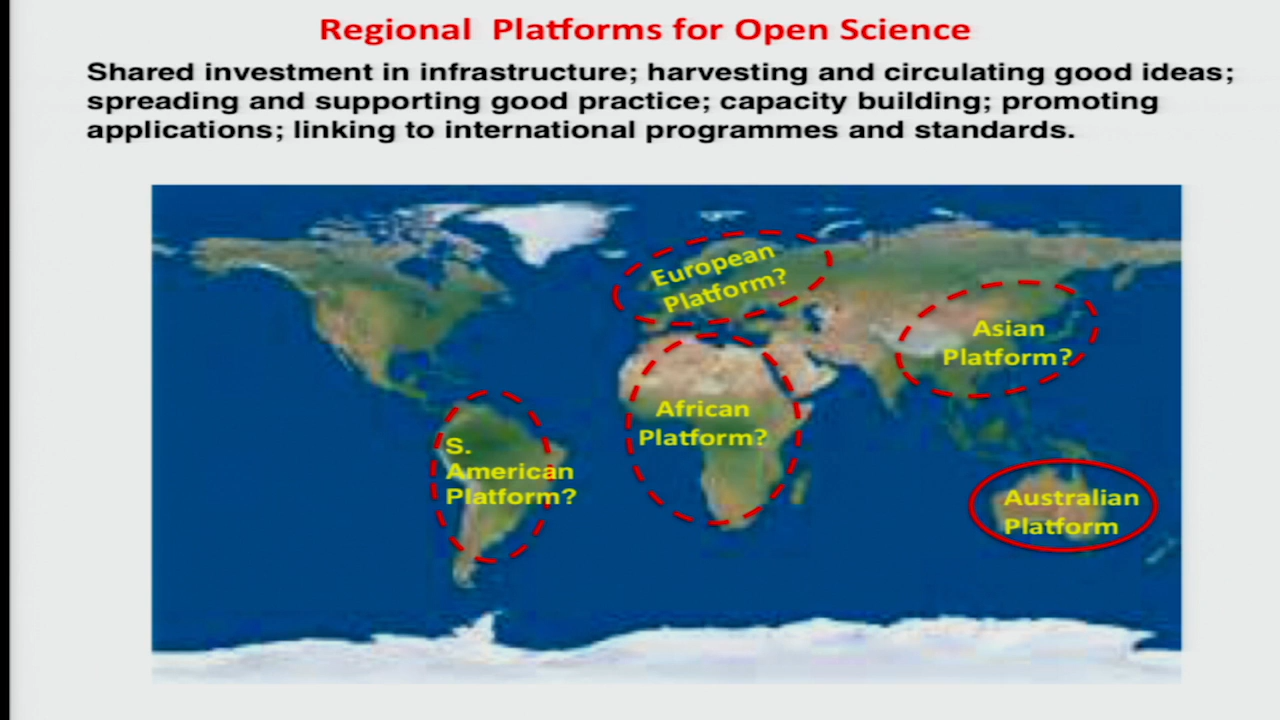 Regional Platforms for Open Science
Shared investment in infrastructure; harvesting and circulating good ideas;
spreading and supporting good practice; capacity building; promoting
applications; linking to international programmes and standards.
European
Platform?
Asian
Platform?
African
Platform?
S.
American
Platform?
Australian
Platform